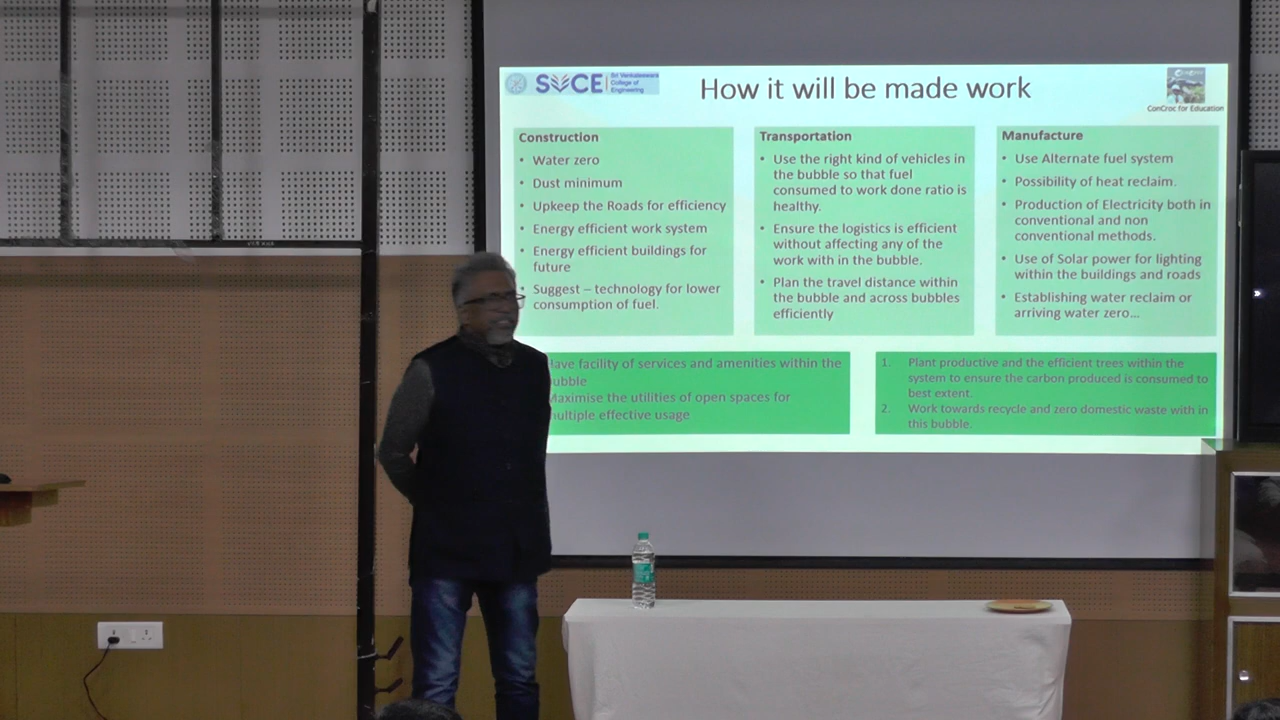 SVCE
Sri Venkateswara
College of
Engineering
How it will be made work
ConCroc for Education
Construction
• Water zero
• Dust minimum
• Upkeep the Roads for efficiency
• Energy efficient work system
• Energy efficient buildings for
future
Suggest – technology for lower
consumption of fuel.
Transportation
• Use the right kind of vehicles in
the bubble so that fuel
consumed to work done ratio is
healthy.
• Ensure the logistics is efficient
without affecting any of the
work with in the bubble.
• Plan the travel distance within
the bubble and across bubbles
efficiently
Manufacture
• Use Alternate fuel system
• Possibility of heat reclaim.
• Production of Electricity both in
conventional and non
conventional methods.
• Use of Solar power for lighting
within the buildings and roads
• Establishing water reclaim or
arriving water zero...
facility of services and amenities within the
the utilities of open spaces for
effective usage
1. Plant productive and the efficient trees within the
system to ensure the carbon produced is consumed to
best extent.
2. Work towards recycle and zero domestic waste with in
this bubble.